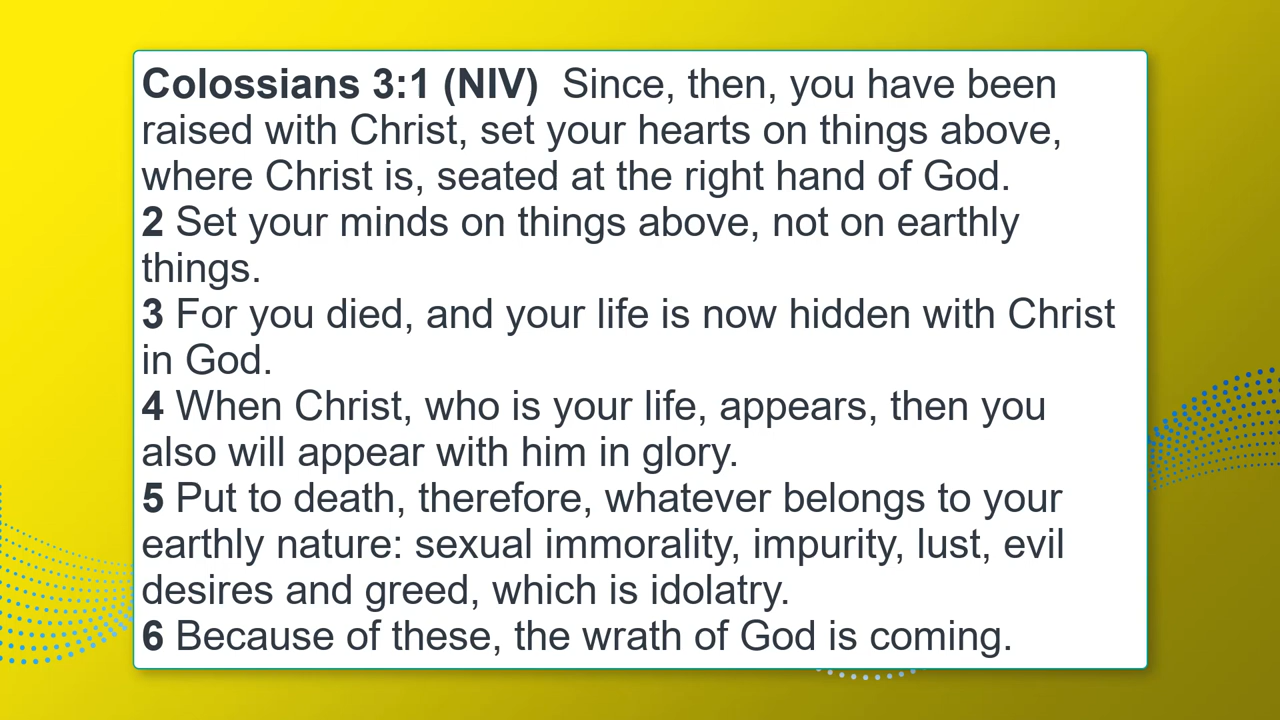 Colossians 3:1 (NIV) Since, then, you have been
raised with Christ, set your hearts on things above,
where Christ is, seated at the right hand of God.
2 Set your minds on things above, not on earthly
things.
3 For you died, and your life is now hidden with Christ
in God.
4 When Christ, who is your life, appears, then you
also will appear with him in glory.
5 Put to death, therefore, whatever belongs to your
earthly nature: sexual immorality, impurity, lust, evil
desires and greed, which is idolatry.
6 Because of these, the wrath of God is coming.